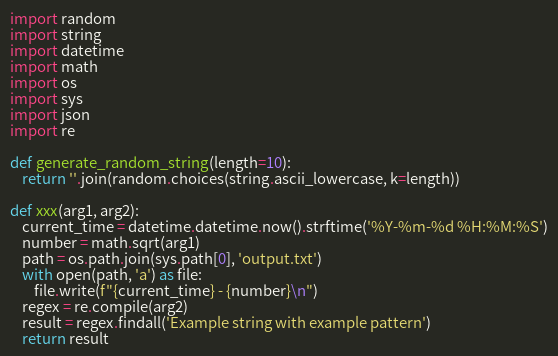 import random
import string
import datetime
import math
import os
import sys
import json
import re

def generate_random_string(length=10):
    return ''.join(random.choices(string.ascii_lowercase, k=length))

def xxx(arg1, arg2):
    current_time = datetime.datetime.now().strftime('%Y-%m-%d %H:%M:%S')
    number = math.sqrt(arg1)
    path = os.path.join(sys.path[0], 'output.txt')
    with open(path, 'a') as file:
        file.write(f"{current_time} - {number}\n")
    regex = re.compile(arg2)
    result = regex.findall('Example string with example pattern')
    return result